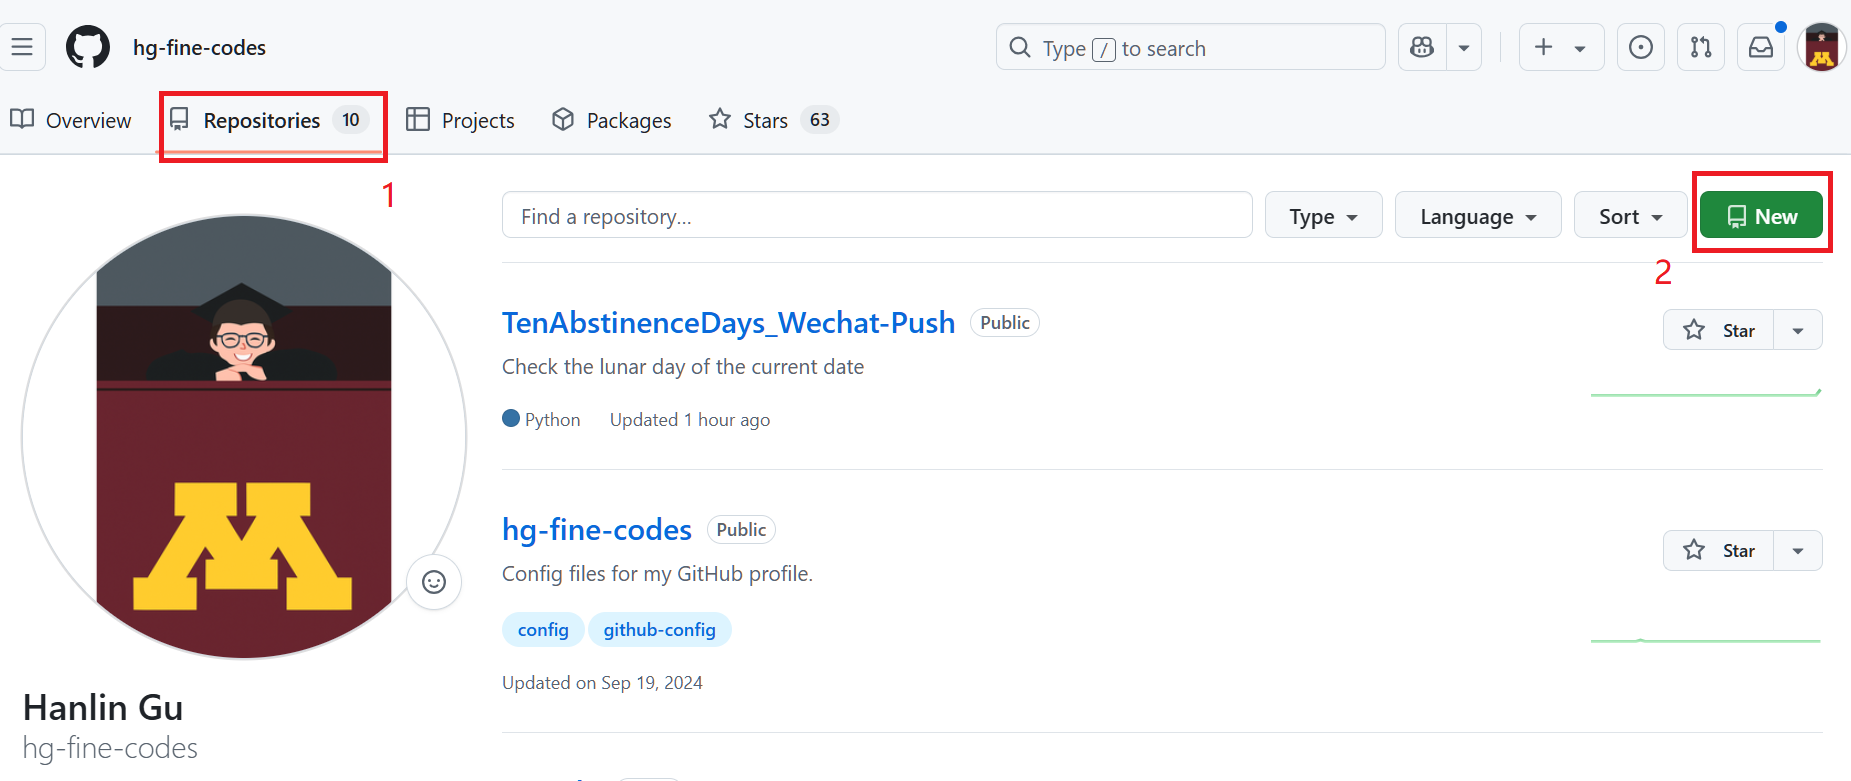 hg-fine-codes
Type / to search
Overview Repositories 10 Projects Packages Stars 63
1
Find a repository... Type Language Sort New
2
TenAbstinenceDays_Wechat-Push Public
Star
Check the lunar day of the current date
Python Updated 1 hour ago
hg-fine-codes Public
Star
Config files for my GitHub profile.
config github-config
Updated on Sep 19, 2024
Hanlin Gu
hg-fine-codes